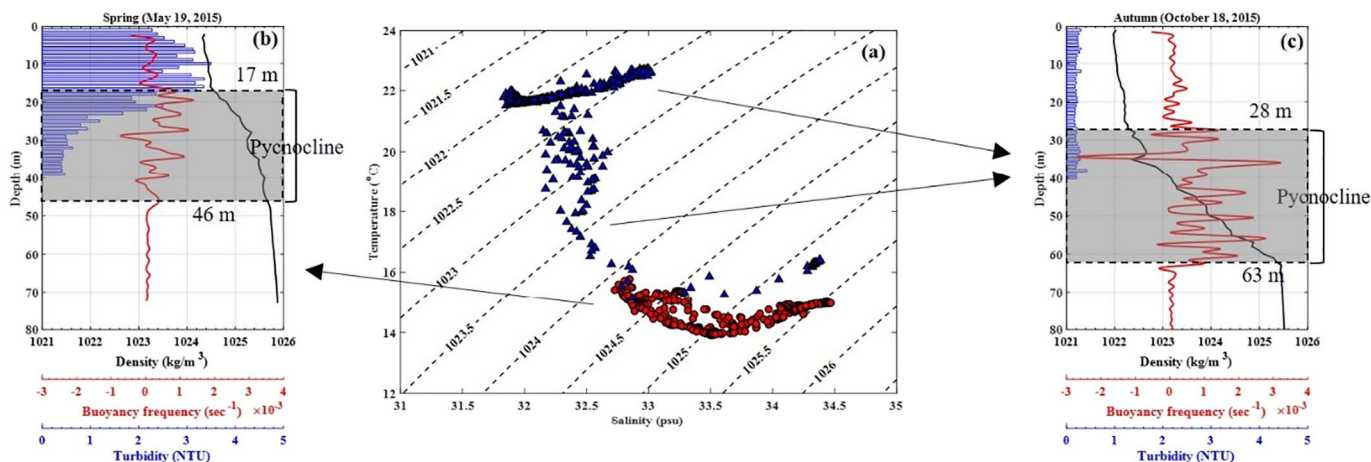 Spring (May 19, 2015)
(b)
0
10
20
30
40
50
60
70
80
Depth (m)
17 m
Pycnocline
46 m
1021 1022 1023 1024 1025 1026
Density (kg/m3)
-3 -2 -1 0 1 2 3 4
Buoyancy frequency (sec-1) ×10-3
0 1 2 3 4 5
Turbidity (NTU)
(a)
24
22
20
18
16
14
12
Temperature (°C)
1021
1021.5
1022
1022.5
1023
1023.5
1024
1024.5
1025
1025.5
1026
31 31.5 32 32.5 33 33.5 34 34.5 35
Salinity (psu)
Autumn (October 18, 2015)
(c)
0
10
20
30
40
50
60
70
80
Depth (m)
28 m
Pycnocline
63 m
1021 1022 1023 1024 1025 1026
Density (kg/m3)
-3 -2 -1 0 1 2 3 4
Buoyancy frequency (sec-1) ×10-3
0 1 2 3 4 5
Turbidity (NTU)